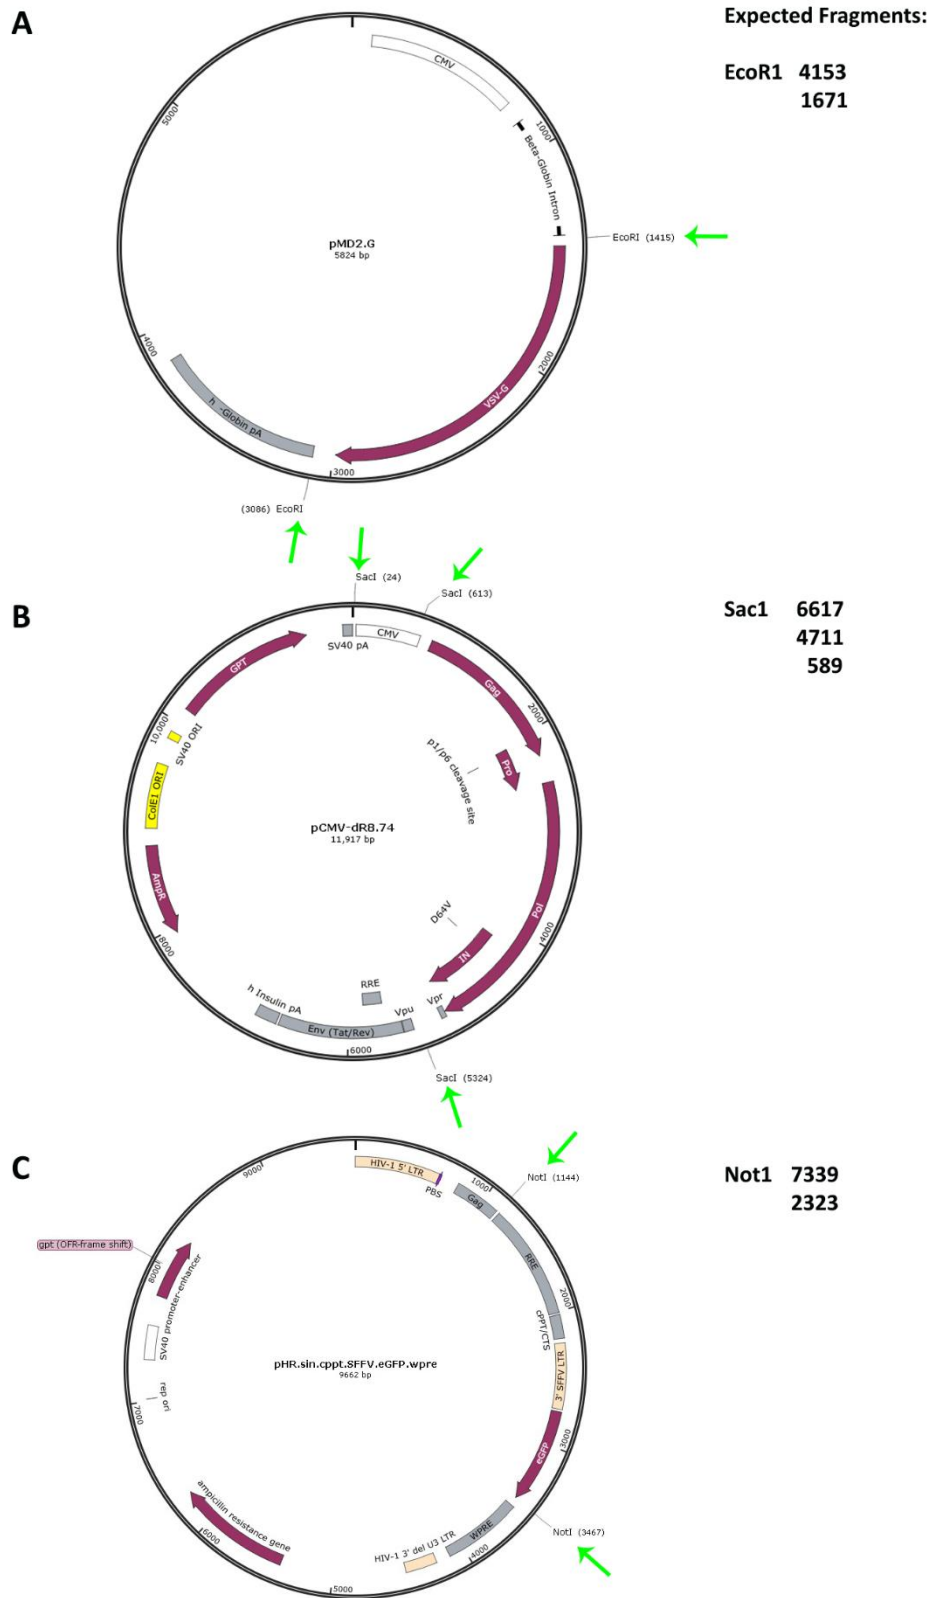 A
Expected Fragments:
EcoR1 4153
1671
CMV
5000
1000
Beta-Globin Intron
pMD2.G
5824 bp
EcoRI (1415)
4000
2000
VSV-G
h -Globin pA
3000
(3086) EcoRI
B
SacI (24)
SacI (613)
Sac1 6617
4711
589
SV40 pA
CMV
GPT
Gag
10,000
2000
SV40 ORI
p1/p6 cleavage site
Pro
ColE1 ORI
pCMV-dR8.74
11,917 bp
AmpR
Pol
D64V
8000
4000
IN
RRE
h Insulin pA
Vpu
Vpr
Env (Tat/Rev)
6000
SacI (5324)
C
Not1 7339
2323
HIV-1 5' LTR
9000
PBS
1000
NotI (1144)
Gag
gpt (OFR-frame shift)
8000
RRE
SV40 promoter-enhancer
2000
cPPT/CTS
pHR.sin.cppt.SFFV.eGFP.wpre
9662 bp
3' SFFV LTR
rep ori
7000
eGFP
3000
ampicillin resistance gene
NotI (3467)
WPRE
HIV-1 3' del U3 LTR
6000
4000
5000